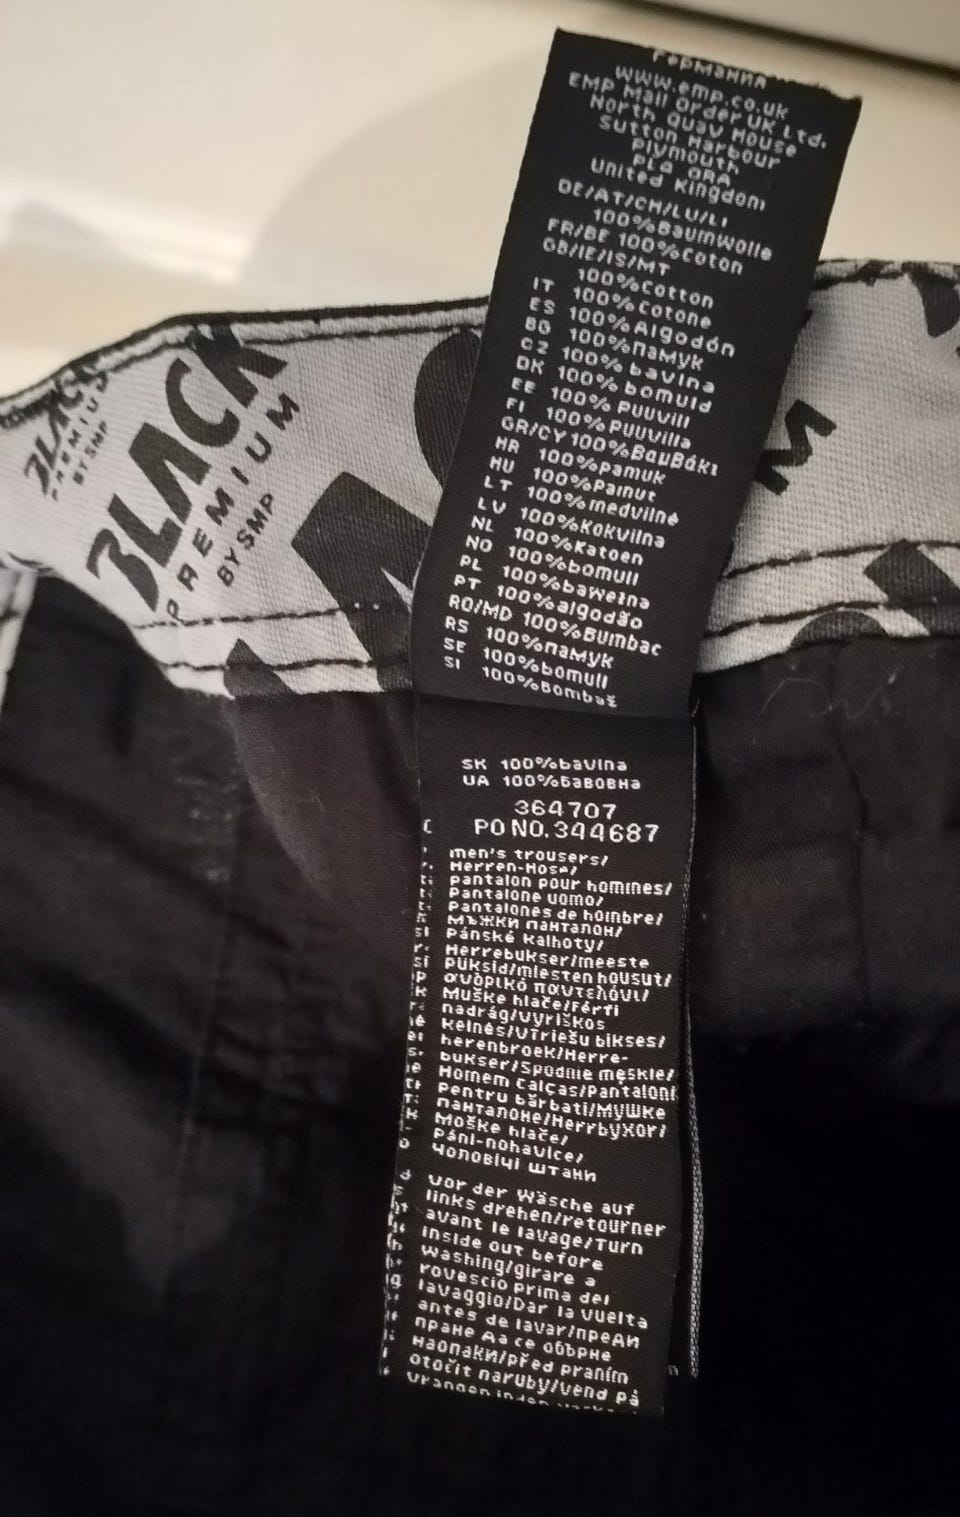 Германия
www.emp.co.uk
EMP Mail Order UK Ltd.
North Quay House
Sutton Harbour
Plymouth
PL4 0RA
United Kingdom
DE/AT/CH/LU/LI
100%Baumwolle
FR/BE 100%Coton
GB/IE/IS/MT
100%Cotton
IT 100%Cotone
ES 100%Algodón
BG 100%памук
CZ 100% bavlna
DK 100% bomuld
EE 100% Puuvill
FI 100% Puuvilla
GR/CY 100%Βαμβάκι
HR 100%pamuk
HU 100%Pamut
LT 100%medvilnė
LV 100%Kokvilna
NL 100%Katoen
NO 100%bomull
PL 100%bawełna
PT 100%algodão
RO/MD 100%Bumbac
RS 100%памук
SE 100%bomull
SI 100%Bombaž
SK 100%bavlna
UA 100%бавовна
364707
PO NO.344687
men's trousers/
Herren-Hose/
pantalon pour hommes/
Pantalone uomo/
Pantalones de hombre/
мъжки панталон/
Pánské Kalhoty/
Herrebukser/meeste
püksid/miesten housut/
ανδρικό παντελόνι/
Muške hlače/Férfi
nadrág/vyriškos
kelnės/Vīriešu bikses/
herenbroek/Herre-
bukser/Spodnie męskie/
Homem Calças/Pantaloni
Pentru bărbati/мушке
панталоне/Herrbyxor/
Moške hlače/
Páni-nohavice/
чоловічі штани
Vor der Wäsche auf
links drehen/retourner
avant le lavage/Turn
inside out before
washing/girare a
rovescio prima del
lavaggio/Dar la vuelta
antes de lavar/преди
пране да се обърне
наопаки/před praním
otočit naruby/vend på
vrangen inden
BLACK
PREMIUM
BY SMP
BLACK
PREMIUM
BY SMP
M